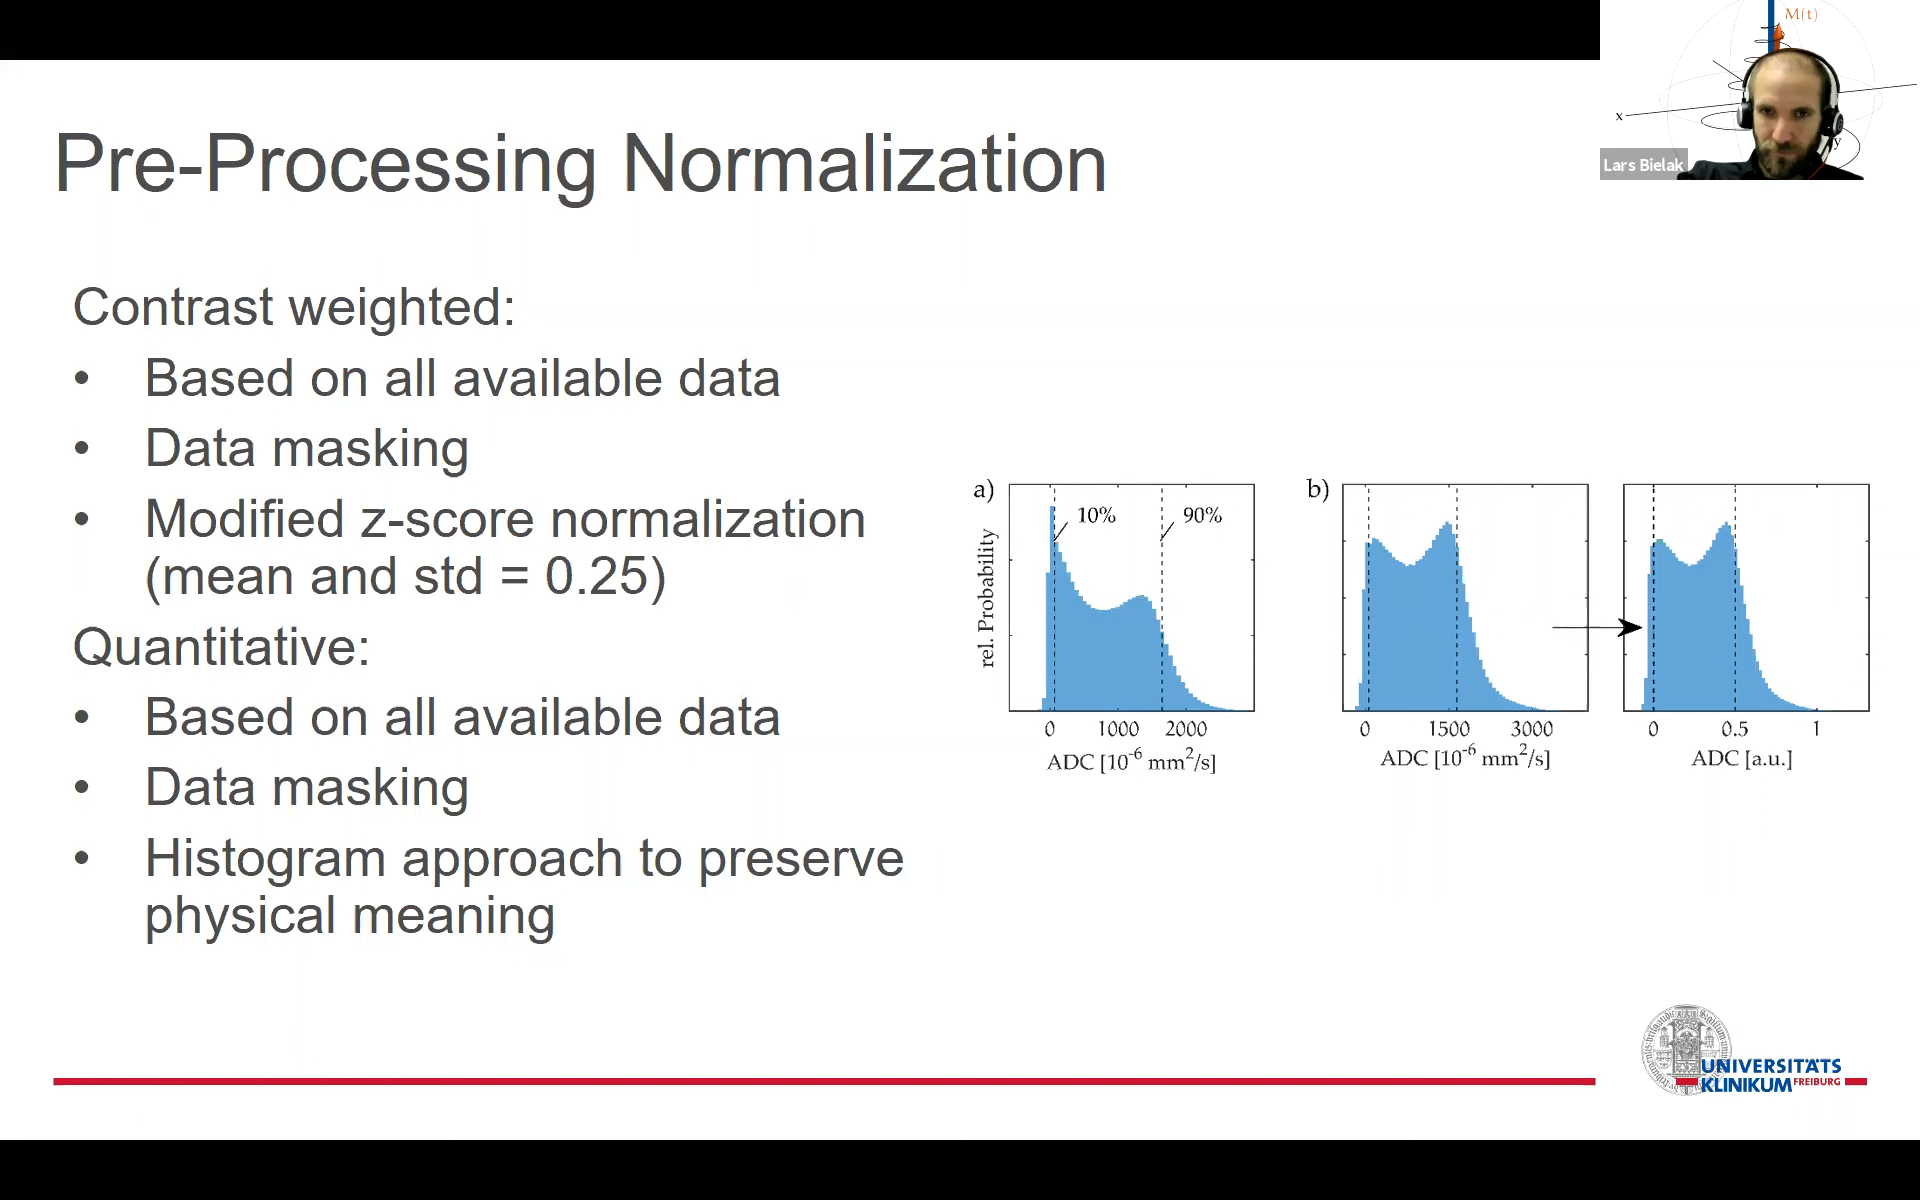 M(t)
x
y
Lars Bielak
Pre-Processing Normalization
Contrast weighted:
• Based on all available data
• Data masking
• Modified z-score normalization
(mean and std = 0.25)
Quantitative:
• Based on all available data
• Data masking
• Histogram approach to preserve
physical meaning
a)
10%
90%
rel. Probability
0 1000 2000
ADC [10⁻⁶ mm²/s]
b)
0 1500 3000
ADC [10⁻⁶ mm²/s]
0 0.5 1
ADC [a.u.]
UNIVERSITÄTS
KLINIKUM FREIBURG